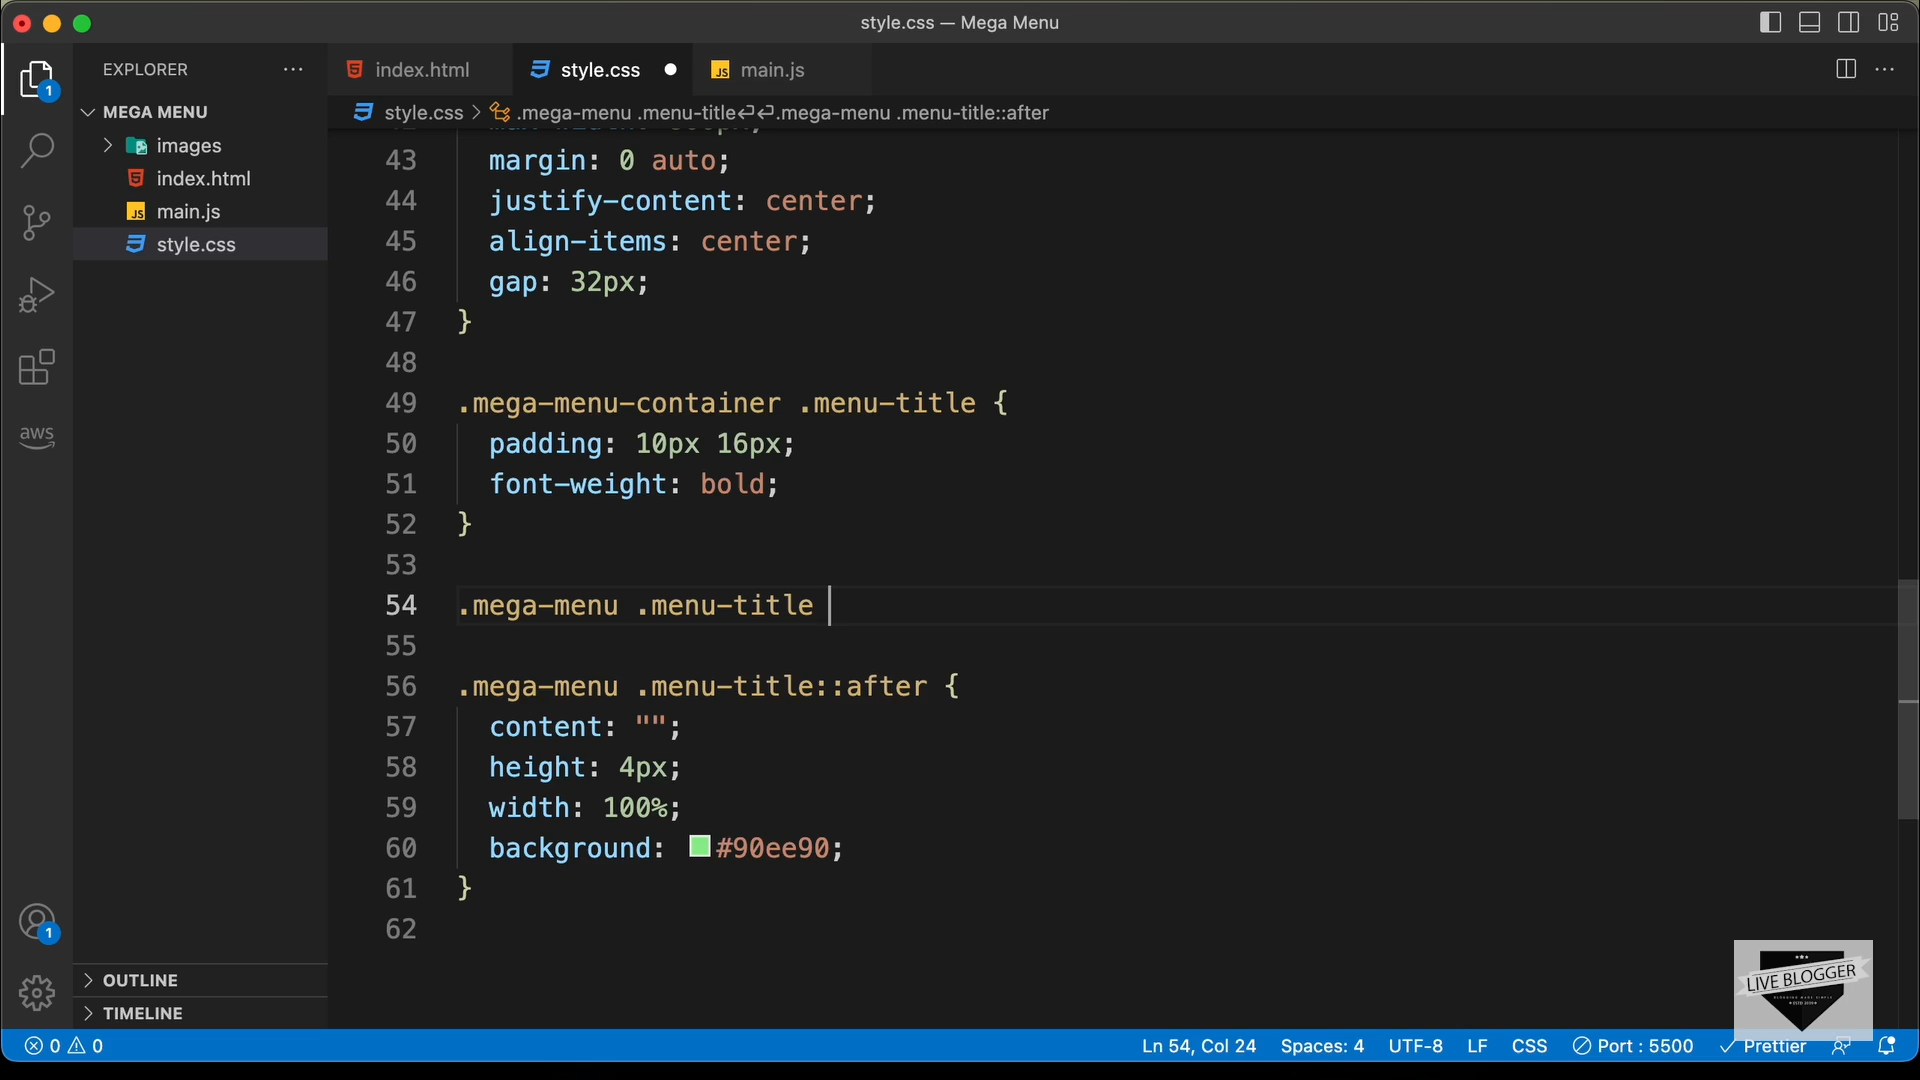 style.css — Mega Menu
EXPLORER
index.html
style.css
main.js
1
MEGA MENU
style.css > .mega-menu .menu-title↵↵.mega-menu .menu-title::after
images
index.html
main.js
style.css
43 margin: 0 auto;
44 justify-content: center;
45 align-items: center;
46 gap: 32px;
47 }
48
49 .mega-menu-container .menu-title {
50 padding: 10px 16px;
51 font-weight: bold;
52 }
53
54 .mega-menu .menu-title
55
56 .mega-menu .menu-title::after {
57 content: "";
58 height: 4px;
59 width: 100%;
60 background: #90ee90;
61 }
62
aws
1
OUTLINE
TIMELINE
LIVE BLOGGER
0 0
Ln 54, Col 24
Spaces: 4
UTF-8
LF
CSS
Port : 5500
Prettier